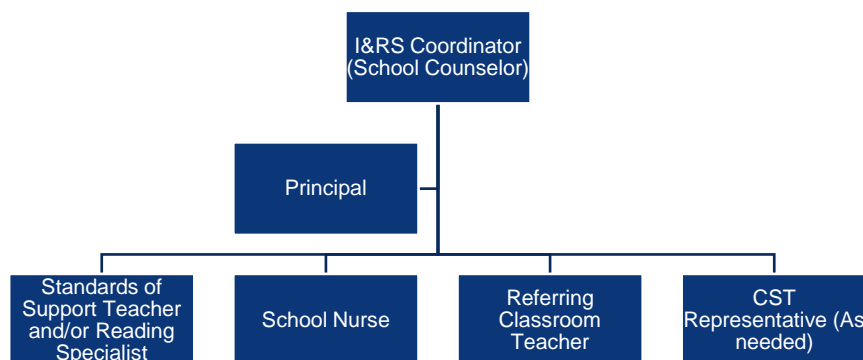 I&RS Coordinator
(School Counselor)
Principal
Standards of
Support Teacher
and/or Reading
Specialist
School Nurse
Referring
Classroom
Teacher
CST
Representative (As
needed)